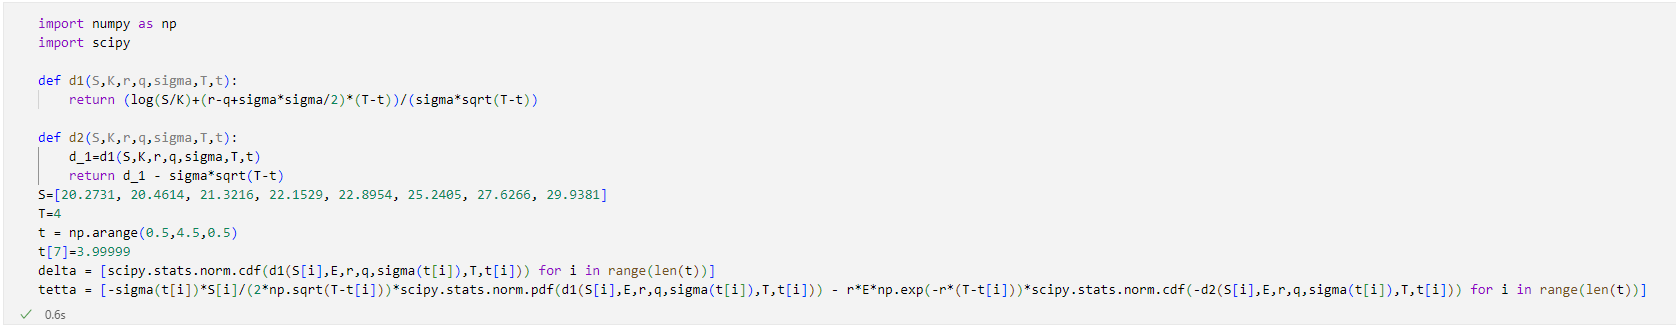 import numpy as np
import scipy
def d1(S,K,r,q,sigma,T,t):
    return (log(S/K)+(r-q+sigma*sigma/2)*(T-t))/(sigma*sqrt(T-t))
def d2(S,K,r,q,sigma,T,t):
    d_1=d1(S,K,r,q,sigma,T,t)
    return d_1 - sigma*sqrt(T-t)
S=[20.2731, 20.4614, 21.3216, 22.1529, 22.8954, 25.2405, 27.6266, 29.9381]
T=4
t = np.arange(0.5,4.5,0.5)
t[7]=3.99999
delta = [scipy.stats.norm.cdf(d1(S[i],E,r,q,sigma(t[i]),T,t[i])) for i in range(len(t))]
tetta = [-sigma(t[i])*S[i]/(2*np.sqrt(T-t[i]))*scipy.stats.norm.pdf(d1(S[i],E,r,q,sigma(t[i]),T,t[i])) - r*E*np.exp(-r*(T-t[i]))*scipy.stats.norm.cdf(-d2(S[i],E,r,q,sigma(t[i]),T,t[i])) for i in range(len(t))]
0.6s